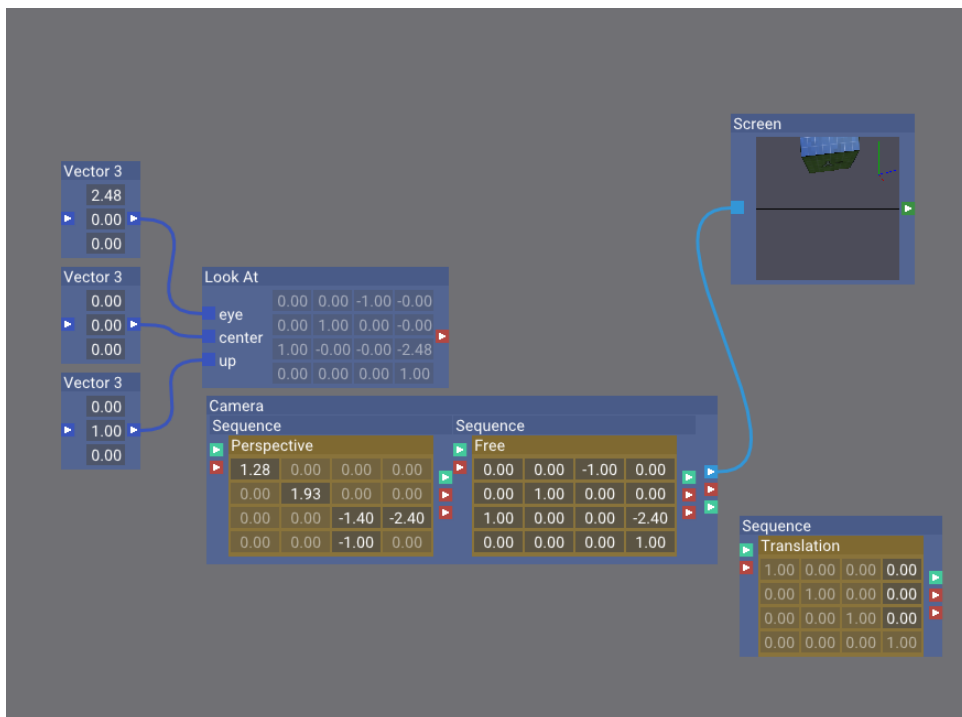 Screen
Vector 3
2.48
0.00
0.00
Vector 3
0.00
0.00
0.00
Vector 3
0.00
1.00
0.00
Look At
eye
center
up
0.00 0.00 -1.00 -0.00
0.00 1.00 0.00 -0.00
1.00 -0.00 -0.00 -2.48
0.00 0.00 0.00 1.00
Camera
Sequence
Perspective
1.28 0.00 0.00 0.00
0.00 1.93 0.00 0.00
0.00 0.00 -1.40 -2.40
0.00 0.00 -1.00 0.00
Sequence
Free
0.00 0.00 -1.00 0.00
0.00 1.00 0.00 0.00
1.00 0.00 0.00 -2.40
0.00 0.00 0.00 1.00
Sequence
Translation
1.00 0.00 0.00 0.00
0.00 1.00 0.00 0.00
0.00 0.00 1.00 0.00
0.00 0.00 0.00 1.00